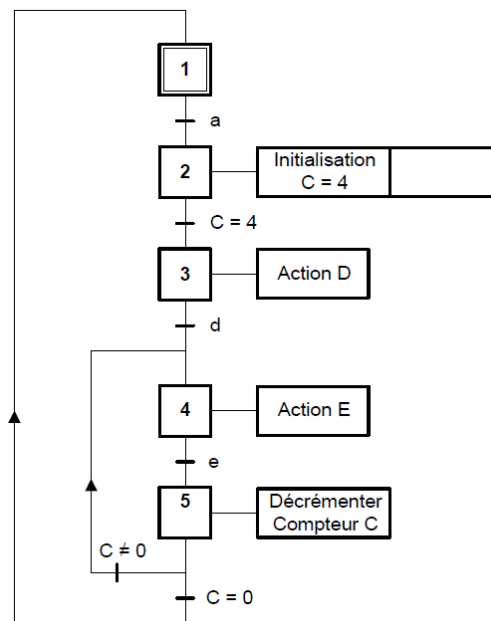 1
a
2
Initialisation
C = 4
C = 4
3
Action D
d
4
Action E
e
5
Décrémenter
Compteur C
C ≠ 0
C = 0